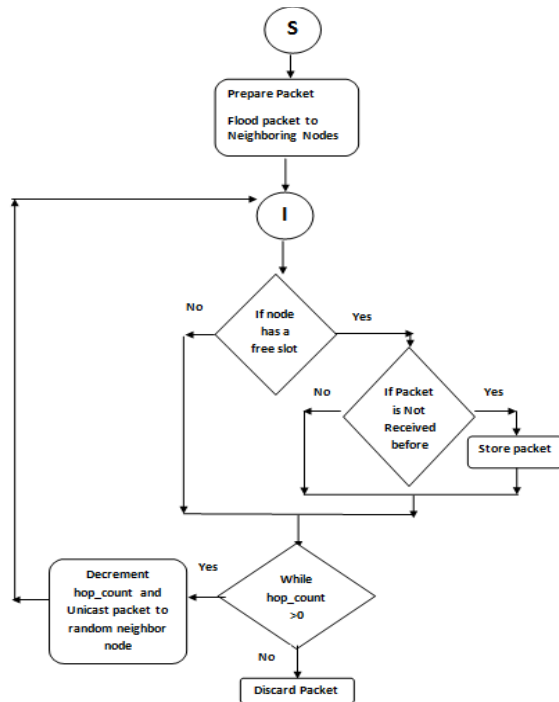 S
Prepare Packet
Flood packet to
Neighboring Nodes
I
No
If node
has a
free slot
Yes
No
If Packet
is Not
Received
before
Yes
Store packet
Decrement
hop_count and
Unicast packet to
random neighbor
node
Yes
While
hop_count
>0
No
Discard Packet